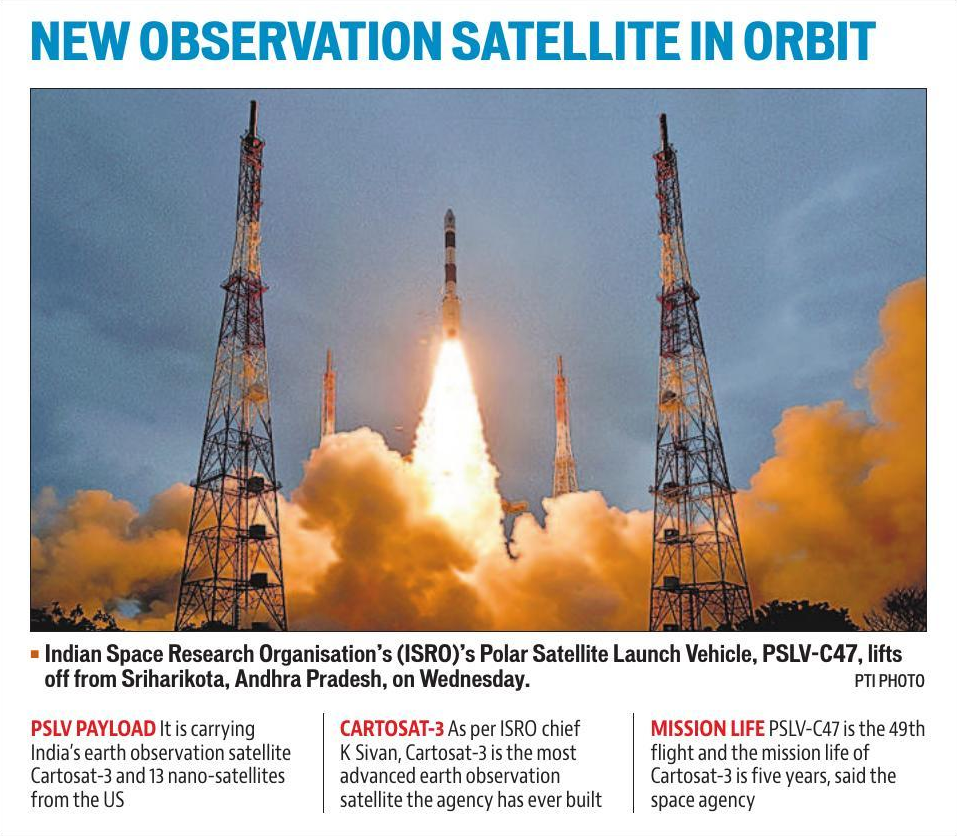 NEW OBSERVATION SATELLITE IN ORBIT
▪ Indian Space Research Organisation’s (ISRO)’s Polar Satellite Launch Vehicle, PSLV-C47, lifts
off from Sriharikota, Andhra Pradesh, on Wednesday.
PTI PHOTO
PSLV PAYLOAD It is carrying
India’s earth observation satellite
Cartosat-3 and 13 nano-satellites
from the US
CARTOSAT-3 As per ISRO chief
K Sivan, Cartosat-3 is the most
advanced earth observation
satellite the agency has ever built
MISSION LIFE PSLV-C47 is the 49th
flight and the mission life of
Cartosat-3 is five years, said the
space agency